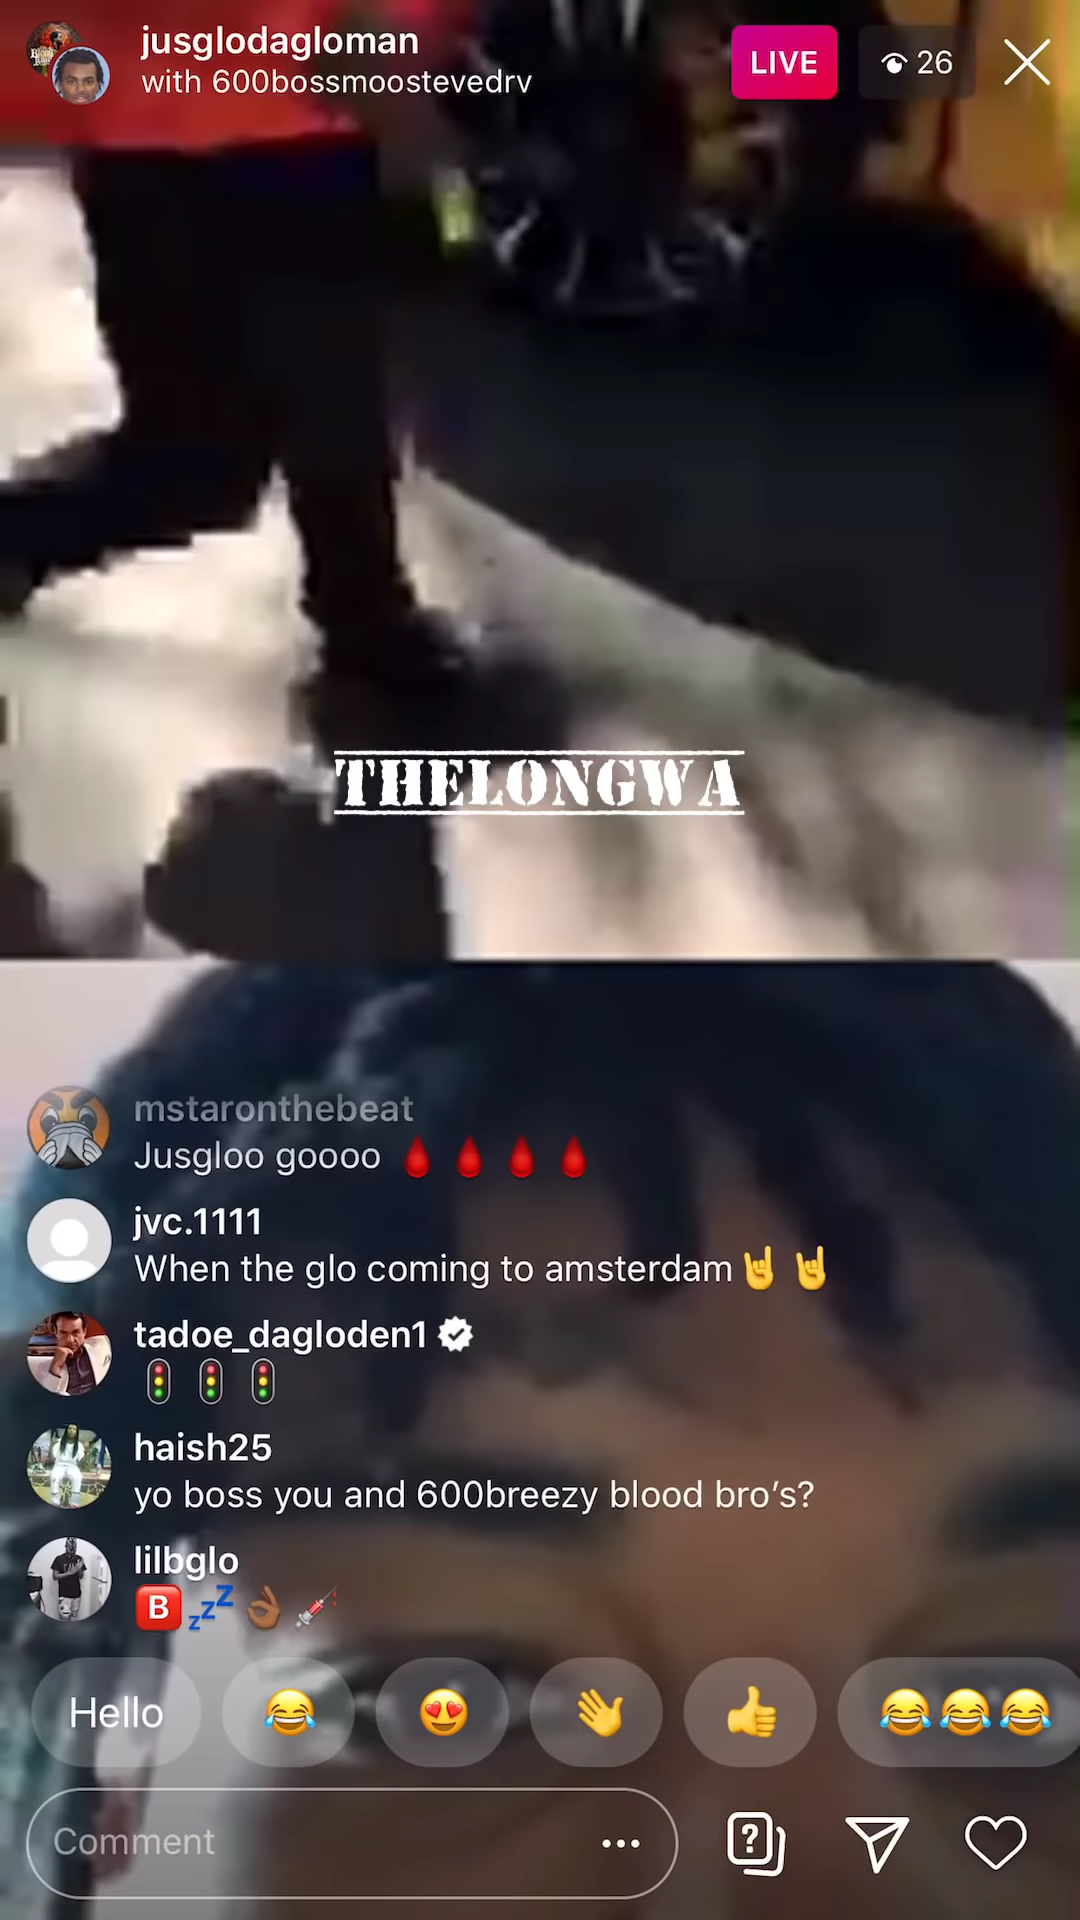 jusglodagloman
with 600bossmoostevedrv
LIVE
26
THELONGWA
mstaronthebeat
Jusgloo goooo 🩸 🩸 🩸 🩸
jvc.1111
When the glo coming to amsterdam🤘 🤘
tadoe_dagloden1
🚦 🚦 🚦
haish25
yo boss you and 600breezy blood bro's?
lilbglo
🅱️💤👌🏾💉
Hello 😂 😍 👋 👍 😂😂😂
Comment